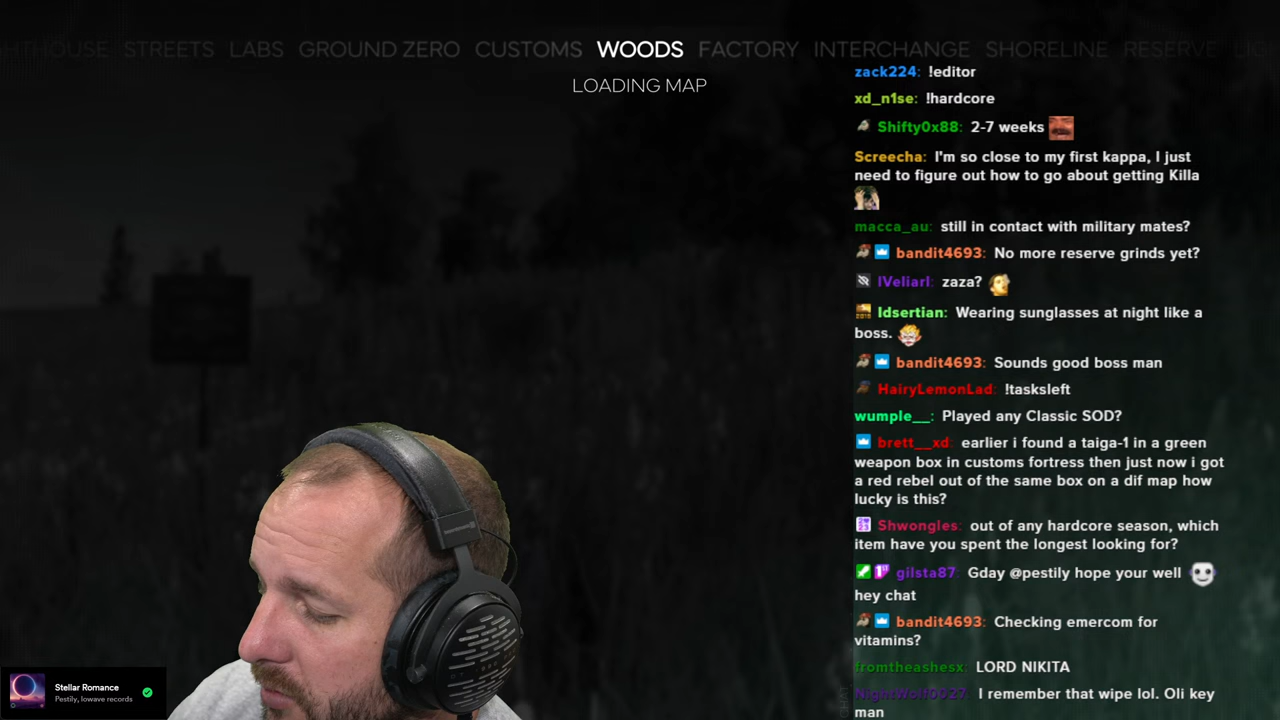 HTHOUSE STREETS LABS GROUND ZERO CUSTOMS WOODS FACTORY INTERCHANGE SHORELINE RESERVE LIGH
LOADING MAP
zack224: !editor
xd_n1se: !hardcore
Shifty0x88: 2-7 weeks
Screecha: I'm so close to my first kappa, I just
need to figure out how to go about getting Killa
macca_au: still in contact with military mates?
bandit4693: No more reserve grinds yet?
IVeliarI: zaza?
Idsertian: Wearing sunglasses at night like a
boss.
bandit4693: Sounds good boss man
HairyLemonLad: !tasksleft
wumple__: Played any Classic SOD?
brett__xd: earlier i found a taiga-1 in a green
weapon box in customs fortress then just now i got
a red rebel out of the same box on a dif map how
lucky is this?
Shwongles: out of any hardcore season, which
item have you spent the longest looking for?
gilsta87: Gday @pestily hope your well
hey chat
bandit4693: Checking emercom for
vitamins?
fromtheashesx: LORD NIKITA
NightWolf0027: I remember that wipe lol. Oli key
man
CHAT
Stellar Romance
Pestily, lowave records